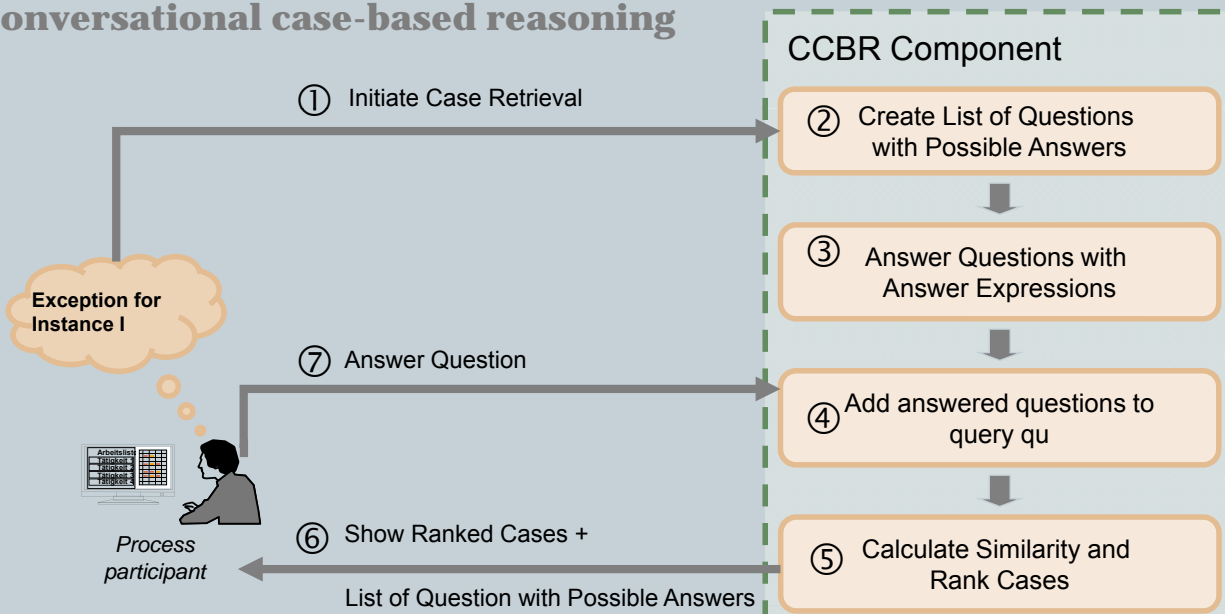 onversational case-based reasoning
CCBR Component
① Initiate Case Retrieval
② Create List of Questions
with Possible Answers
③ Answer Questions with
Answer Expressions
Exception for
Instance I
⑦ Answer Question
④ Add answered questions to
query qu
Arbeitsliste
Tätigkeit 1
Tätigkeit 2
Tätigkeit 3
Tätigkeit 4
Process
participant
⑥ Show Ranked Cases +
List of Question with Possible Answers
⑤ Calculate Similarity and
Rank Cases